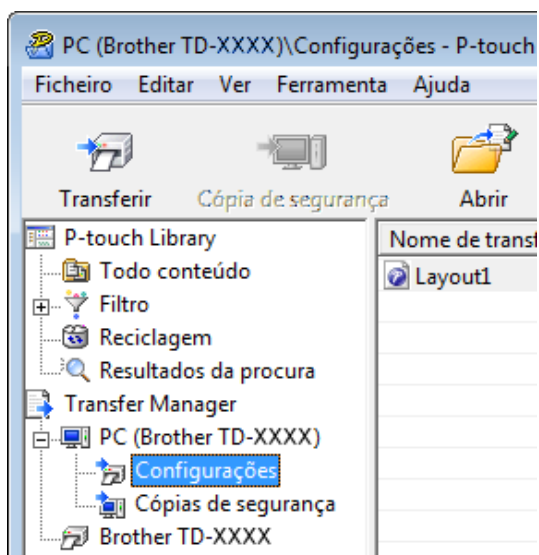 PC (Brother TD-XXXX)\Configurações - P-touch
Ficheiro Editar Ver Ferramenta Ajuda
Transferir Cópia de segurança Abrir
P-touch Library
Todo conteúdo
Filtro
Reciclagem
Resultados da procura
Transfer Manager
PC (Brother TD-XXXX)
Configurações
Cópias de segurança
Brother TD-XXXX
Nome de transf
Layout1